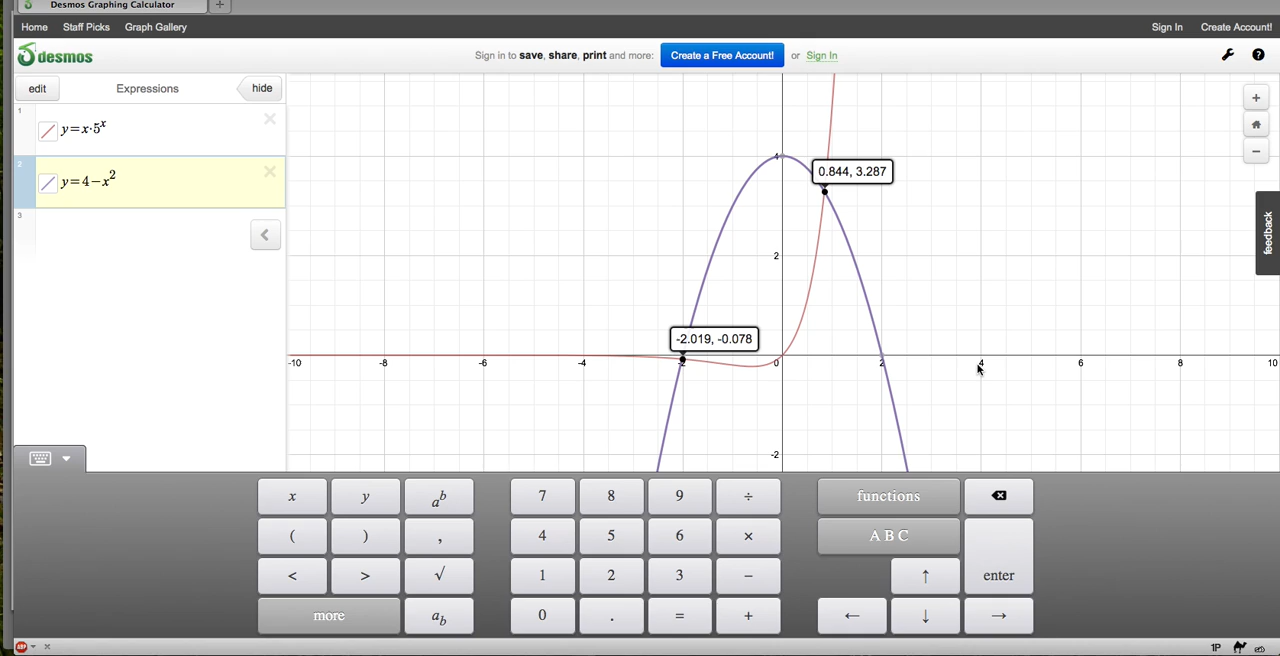 Desmos Graphing Calculator +
Home Staff Picks Graph Gallery Sign In Create Account!
desmos Sign in to save, share, print and more: Create a Free Account! or Sign In ?
edit Expressions hide
1 y=x·5^x ×
2 y=4−x^2 ×
3
+
−
feedback
4
0.844, 3.287
2
-2.019, -0.078
-10 -8 -6 -4 -2 0 2 4 6 8 10
-2
x y a^b 7 8 9 ÷ functions
( ) , 4 5 6 × A B C
< > √ 1 2 3 − ↑ enter
more a_b 0 . = + ← ↓ →
ABP × 1P